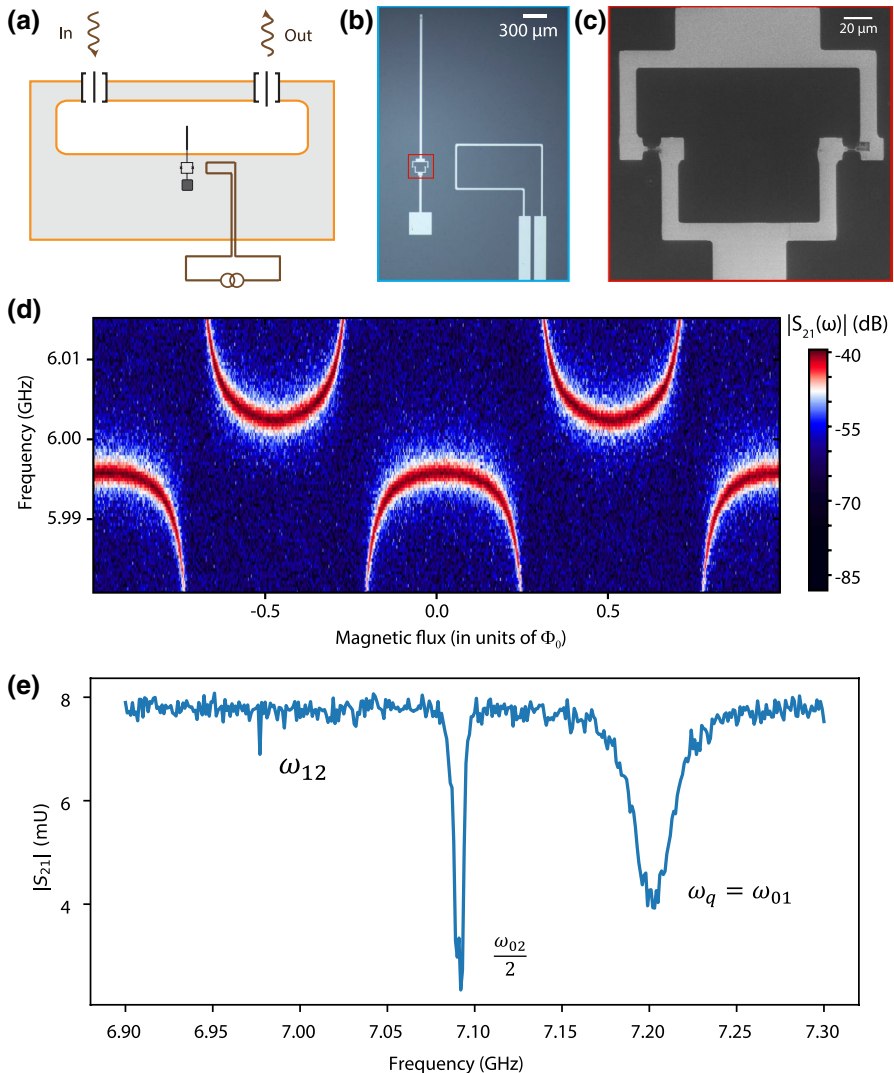 (a)
In
Out
(b)
300 μm
(c)
20 μm
(d)
|S21(ω)| (dB)
Frequency (GHz)
6.01
6.00
5.99
-0.5
0.0
0.5
Magnetic flux (in units of Φ0)
-40
-55
-70
-85
(e)
|S21| (mU)
8
6
4
ω12
ω02
2
ωq = ω01
6.90
6.95
7.00
7.05
7.10
7.15
7.20
7.25
7.30
Frequency (GHz)